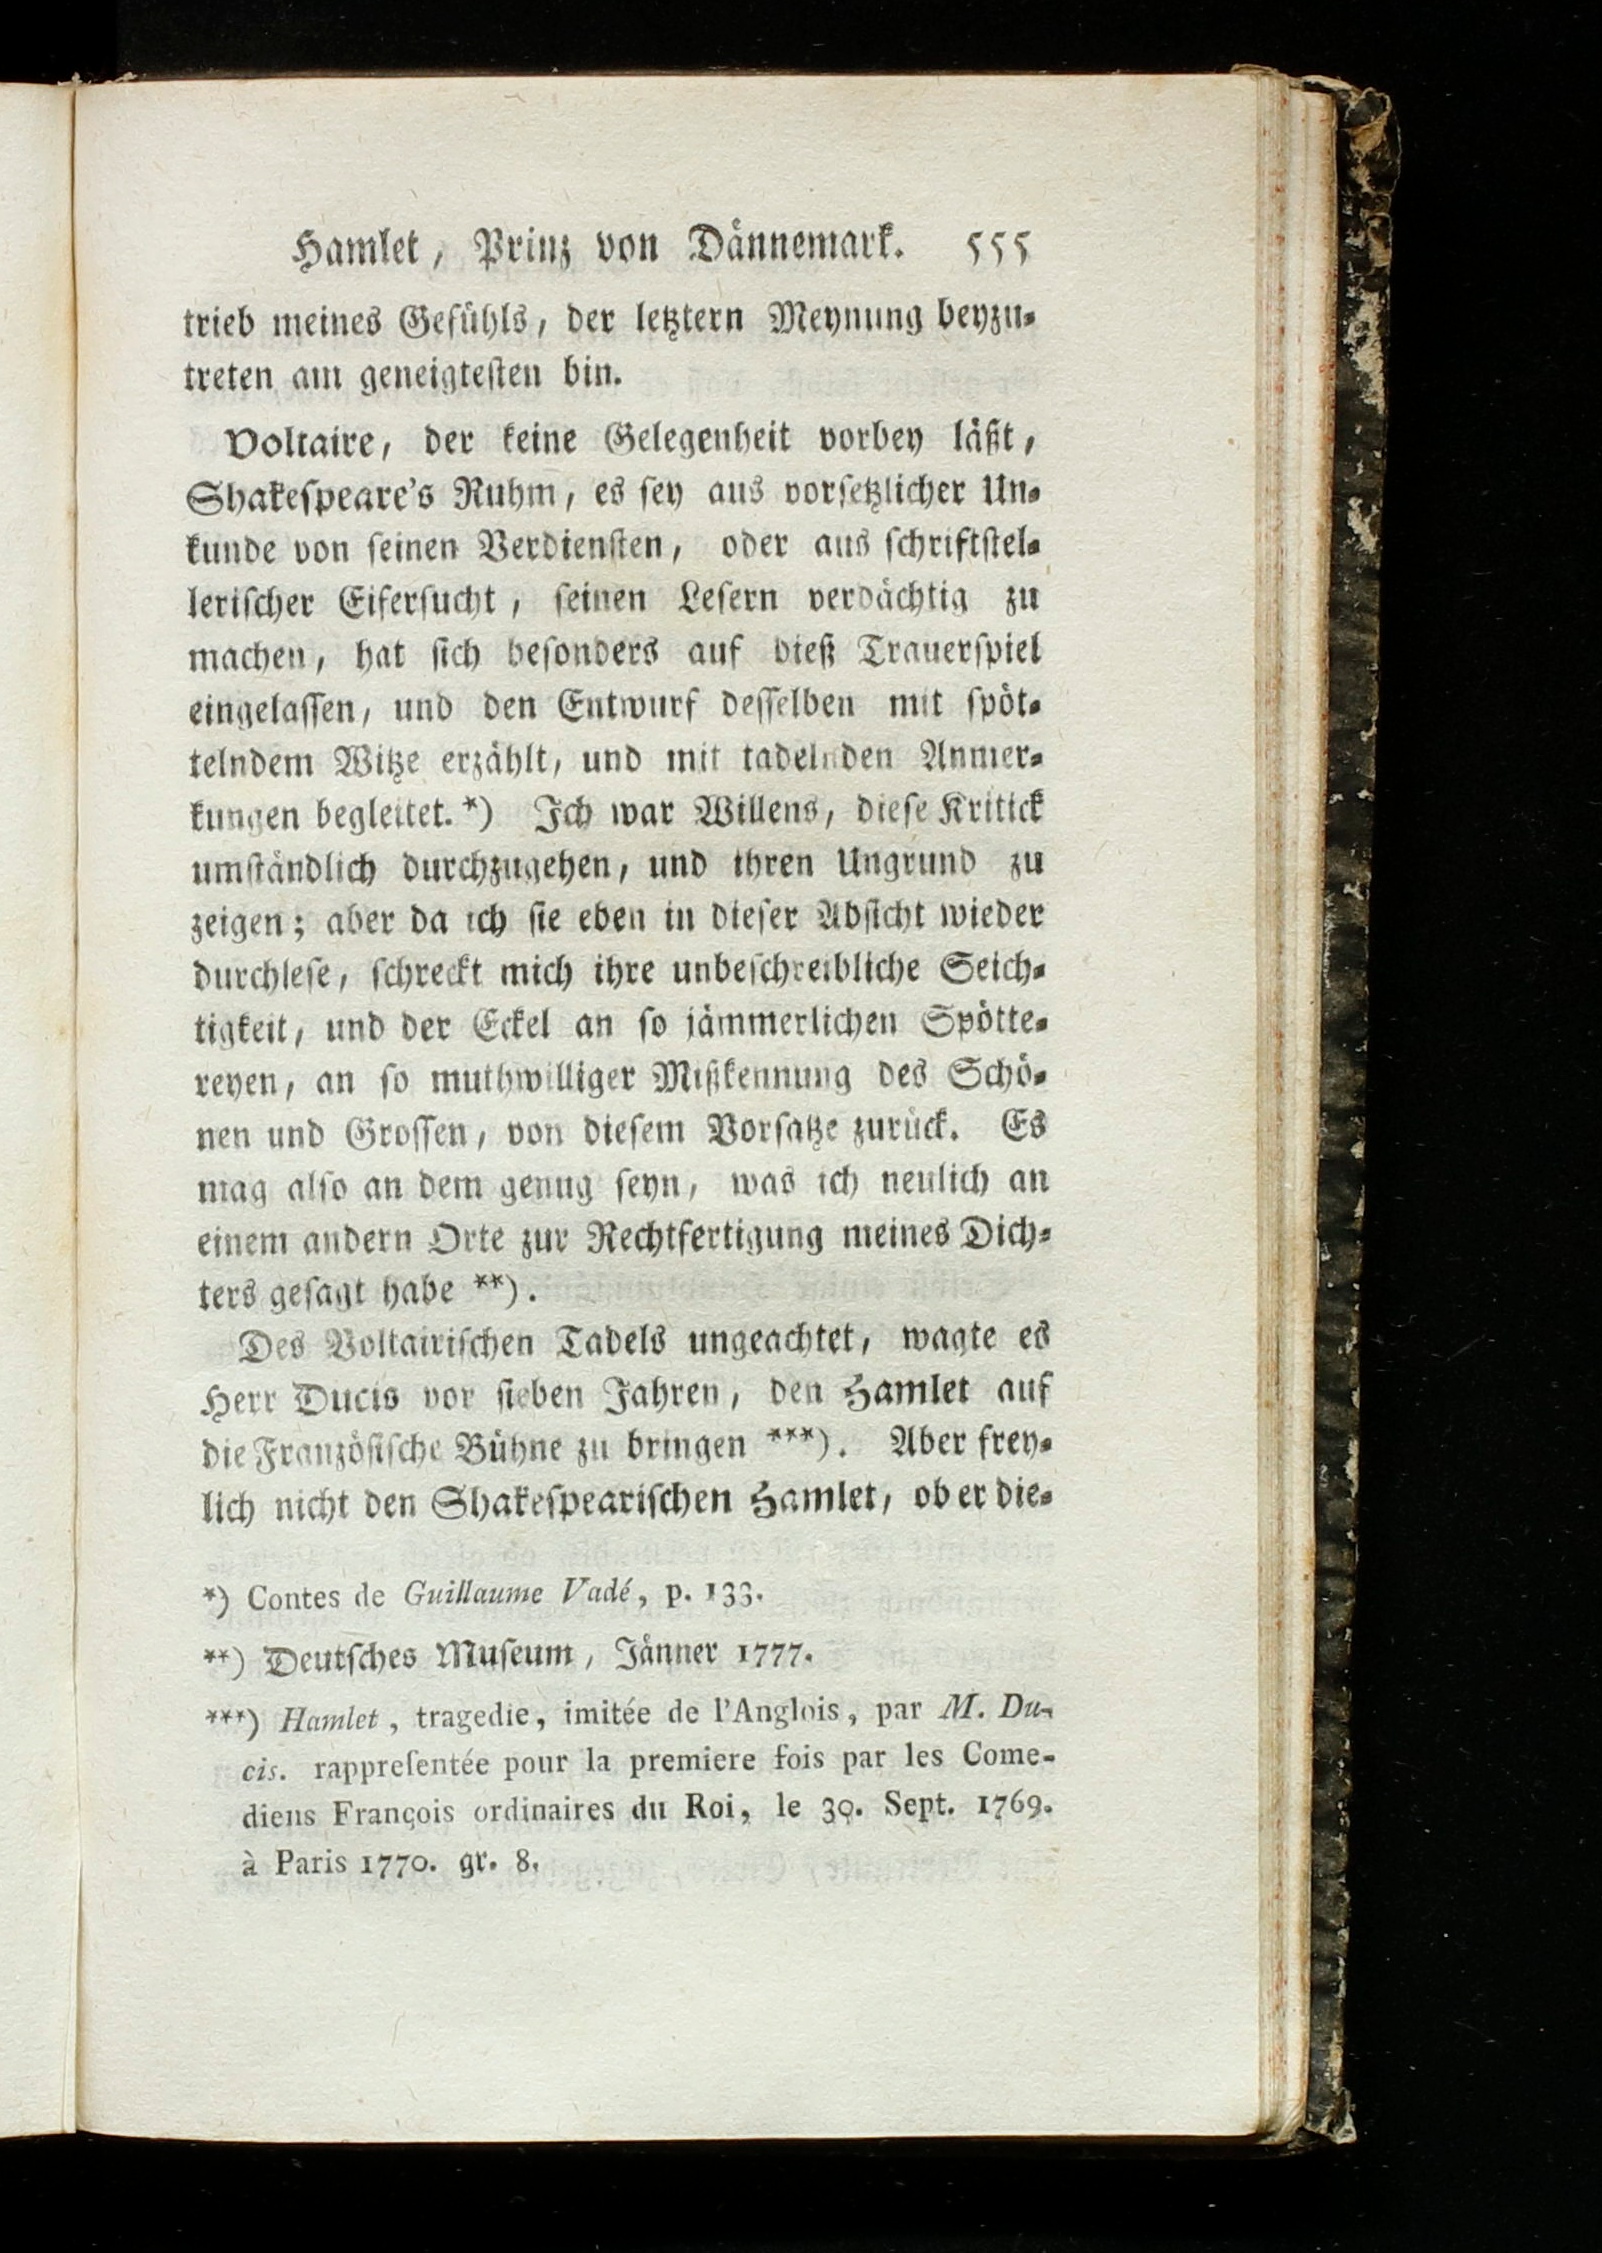 Hamlet, Prinz von Dännemark. 555
trieb meines Gefühls, der letztern Meynung beyzu-
treten am geneigtesten bin.
Voltaire, der keine Gelegenheit vorbey läßt,
Shakespeare's Ruhm, es sey aus vorsetzlicher Un-
kunde von seinen Verdiensten, oder aus schriftstel-
lerischer Eifersucht, seinen Lesern verdächtig zu
machen, hat sich besonders auf dieß Trauerspiel
eingelassen, und den Entwurf desselben mit spöt-
telndem Witze erzählt, und mit tadelnden Anmer-
kungen begleitet. *) Ich war Willens, diese Kritick
umständlich durchzugehen, und ihren Ungrund zu
zeigen; aber da ich sie eben in dieser Absicht wieder
durchlese, schreckt mich ihre unbeschreibliche Seich-
tigkeit, und der Eckel an so jämmerlichen Spötte-
reyen, an so muthwilliger Mißkennung des Schö-
nen und Grossen, von diesem Vorsatze zurück. Es
mag also an dem genug seyn, was ich neulich an
einem andern Orte zur Rechtfertigung meines Dich-
ters gesagt habe **).
Des Voltairischen Tadels ungeachtet, wagte es
Herr Ducis vor sieben Jahren, den Hamlet auf
die Französische Bühne zu bringen ***). Aber frey-
lich nicht den Shakespearischen Hamlet, ob er die-
*) Contes de Guillaume Vadé, p. 133.
**) Deutsches Museum, Jänner 1777.
***) Hamlet, tragedie, imitée de l'Anglois, par M. Du-
cis. rappresentée pour la premiere fois par les Come-
diens François ordinaires du Roi, le 30. Sept. 1769.
à Paris 1770. gr. 8.